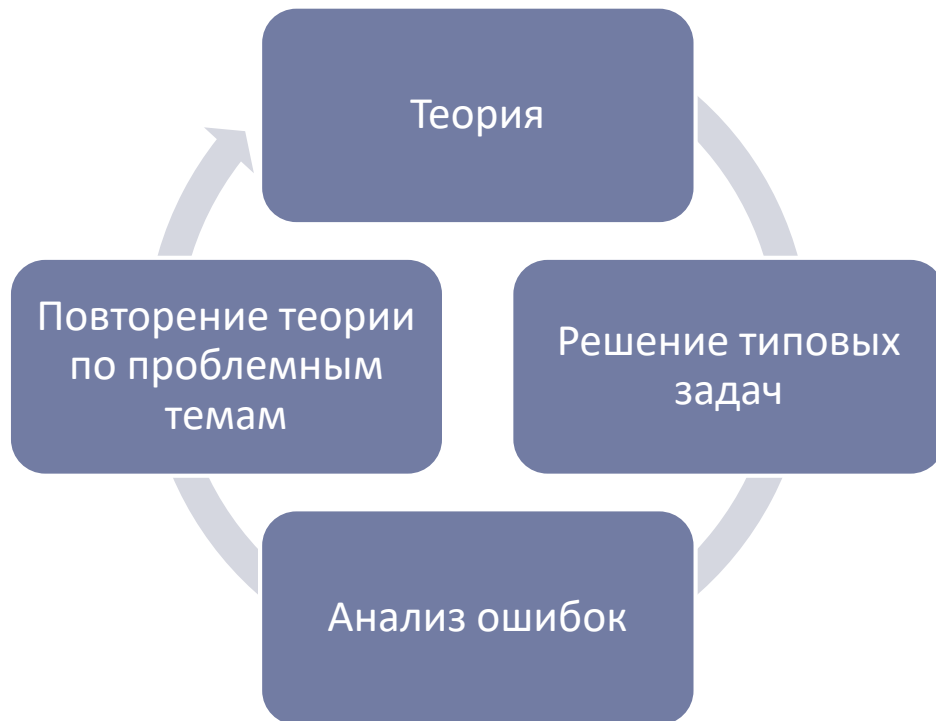 Теория
Повторение теории
по проблемным
темам
Решение типовых
задач
Анализ ошибок